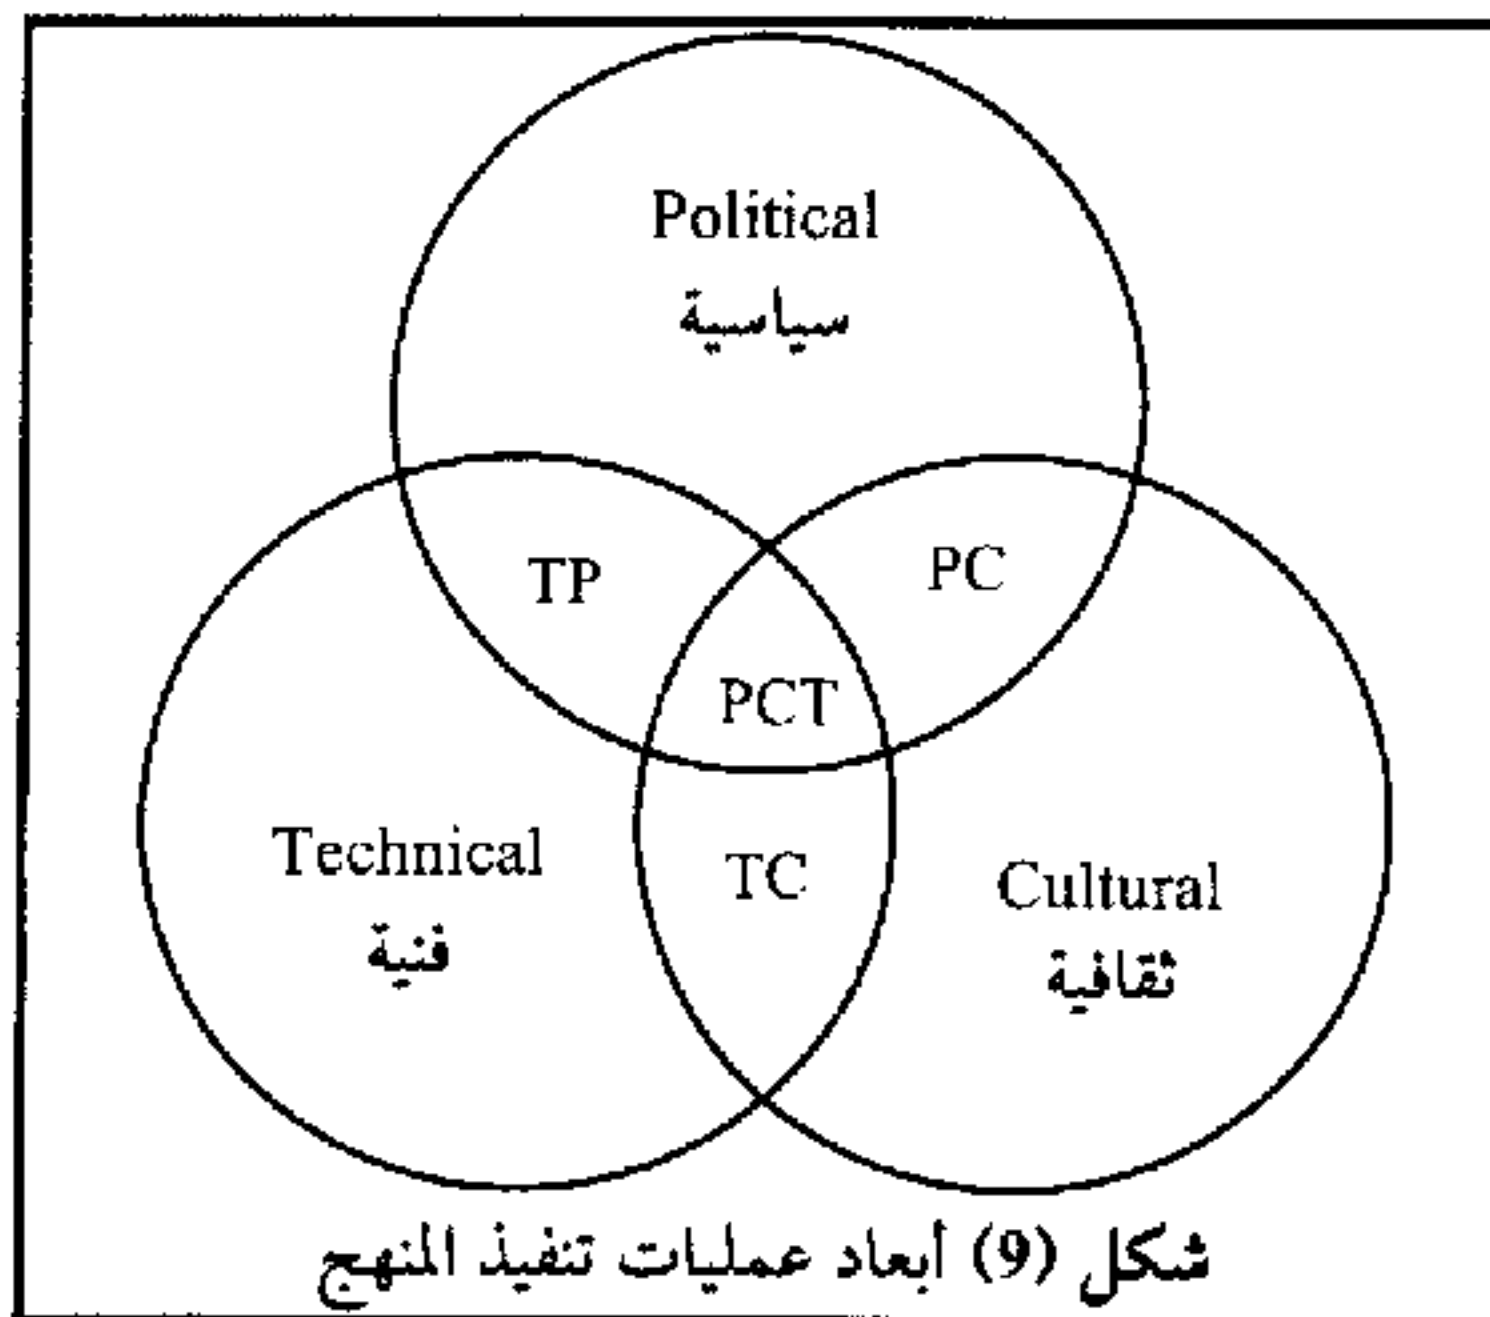 Political
سياسية
TP
PC
PCT
Technical
فنية
TC
Cultural
ثقافية
شكل (9) أبعاد عمليات تنفيذ المنهج